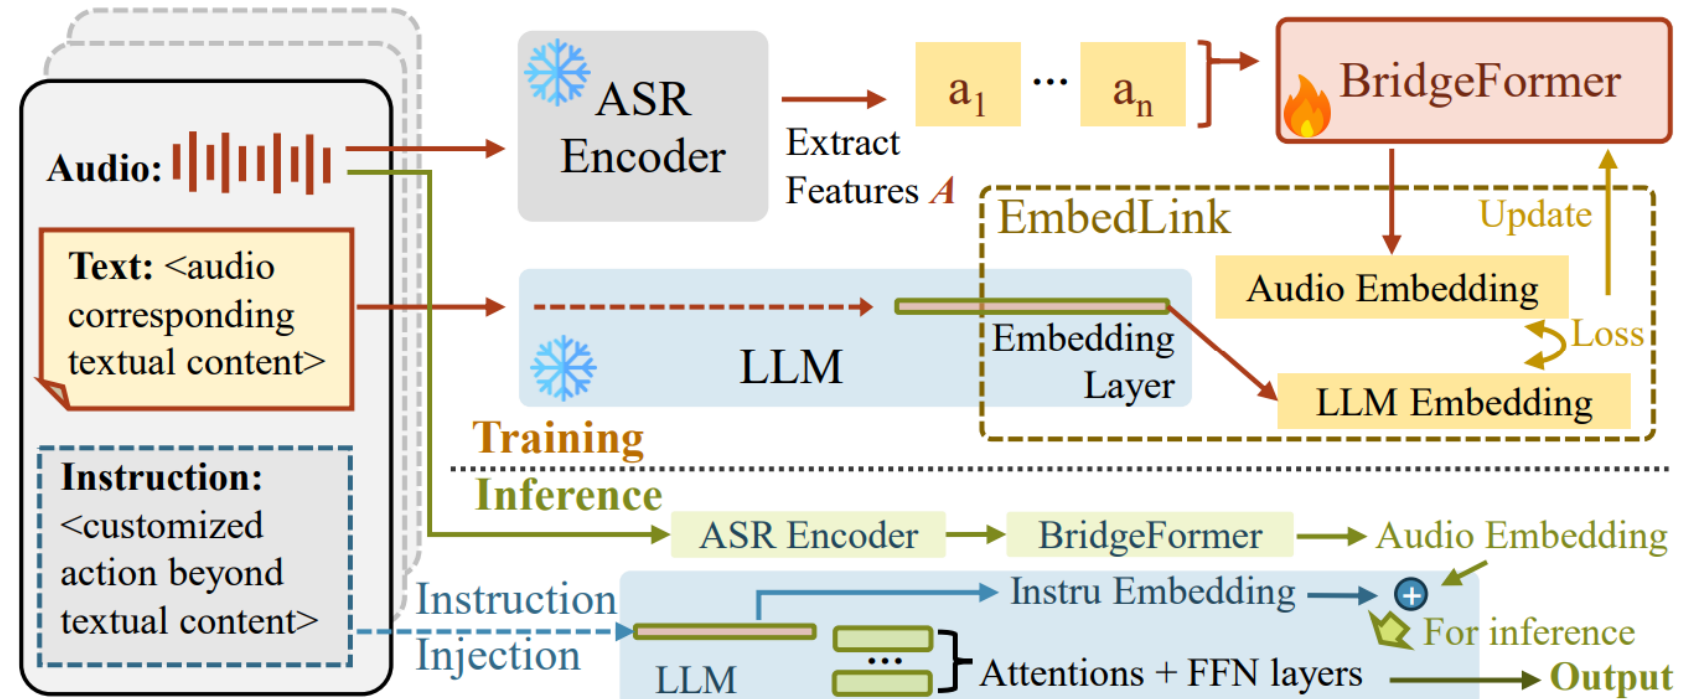 Audio:
Text: <audio
corresponding
textual content>
Instruction:
<customized
action beyond
textual content>
ASR
Encoder
Extract
Features A
a1 ... an
BridgeFormer
EmbedLink
Update
Audio Embedding
Loss
LLM Embedding
LLM
Embedding
Layer
Training
Inference
ASR Encoder
BridgeFormer
Audio Embedding
Instruction
Injection
Instru Embedding
+
For inference
LLM
...
Attentions + FFN layers
Output